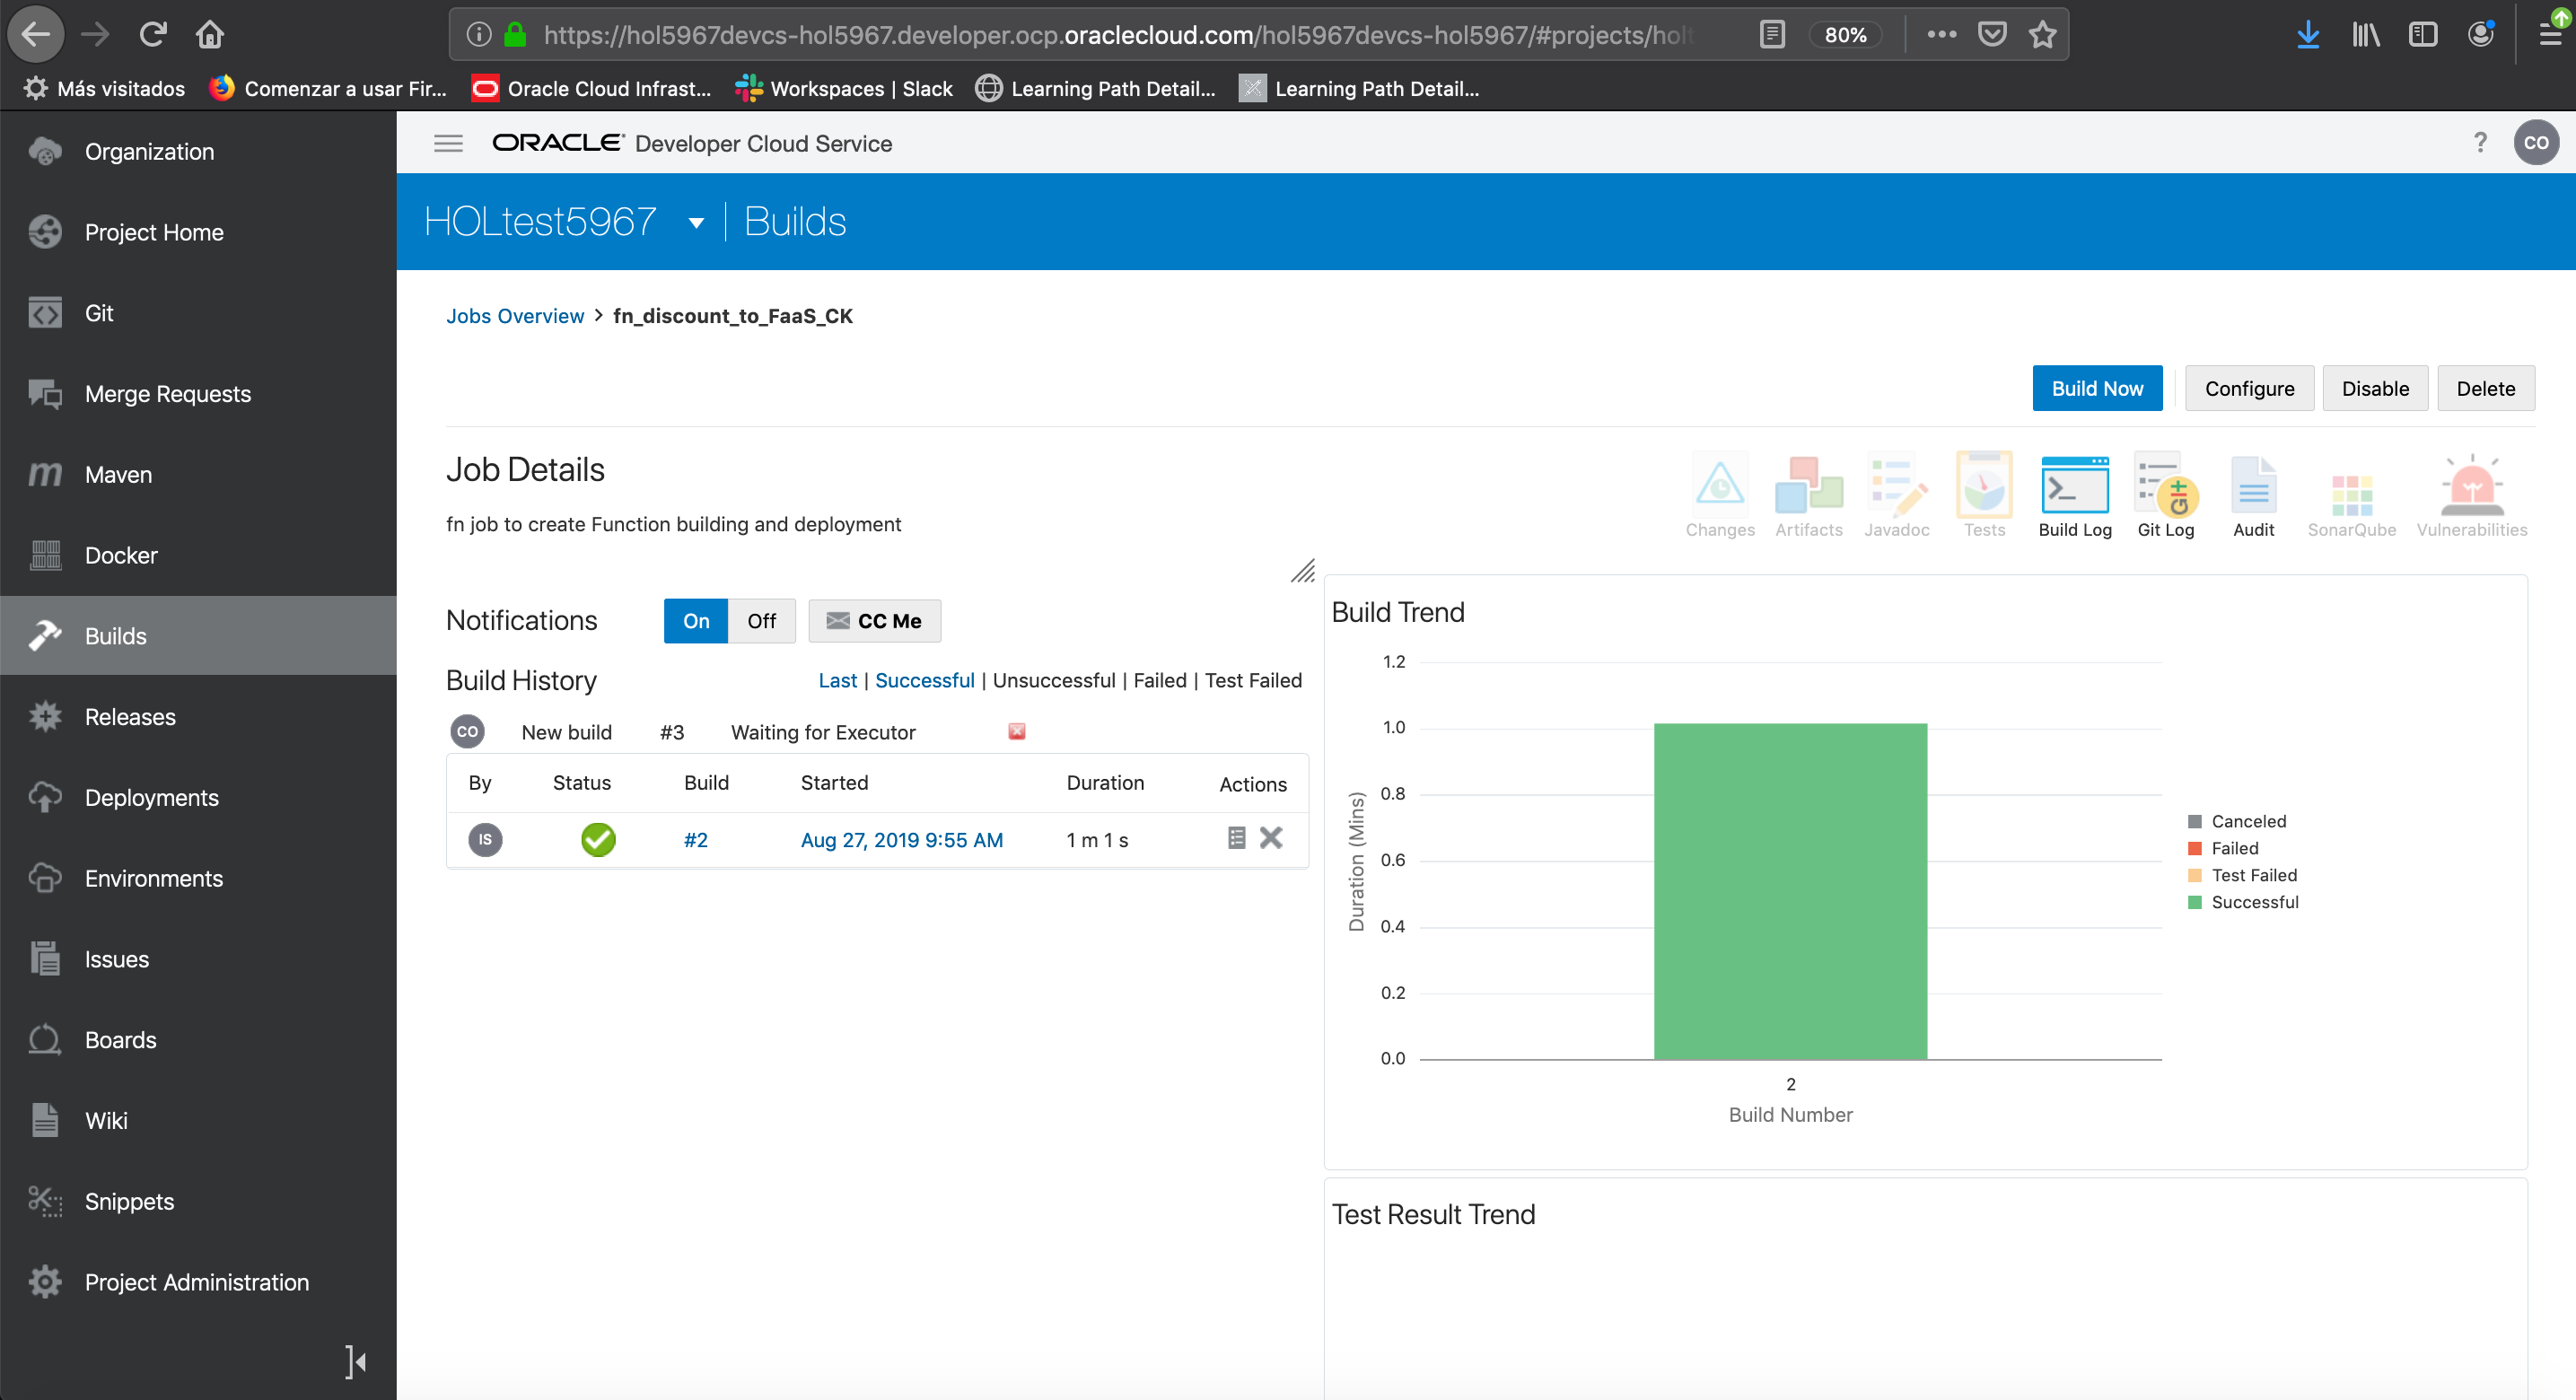 https://hol5967devcs-hol5967.developer.ocp.oraclecloud.com/hol5967devcs-hol5967/#projects/holt
80%
Más visitados
Comenzar a usar Fir...
Oracle Cloud Infrast...
Workspaces | Slack
Learning Path Detail...
Learning Path Detail...
Organization
Project Home
Git
Merge Requests
Maven
Docker
Builds
Releases
Deployments
Environments
Issues
Boards
Wiki
Snippets
Project Administration
ORACLE® Developer Cloud Service
?
CO
HOLtest5967 | Builds
Jobs Overview > fn_discount_to_FaaS_CK
Build Now
Configure
Disable
Delete
Job Details
fn job to create Function building and deployment
Changes
Artifacts
Javadoc
Tests
Build Log
Git Log
Audit
SonarQube
Vulnerabilities
Notifications
On
Off
CC Me
Build History
Last | Successful | Unsuccessful | Failed | Test Failed
CO New build #3 Waiting for Executor
By Status Build Started Duration Actions
IS #2 Aug 27, 2019 9:55 AM 1 m 1 s
Build Trend
1.2
1.0
0.8
0.6
0.4
0.2
0.0
Duration (Mins)
2
Build Number
Canceled
Failed
Test Failed
Successful
Test Result Trend